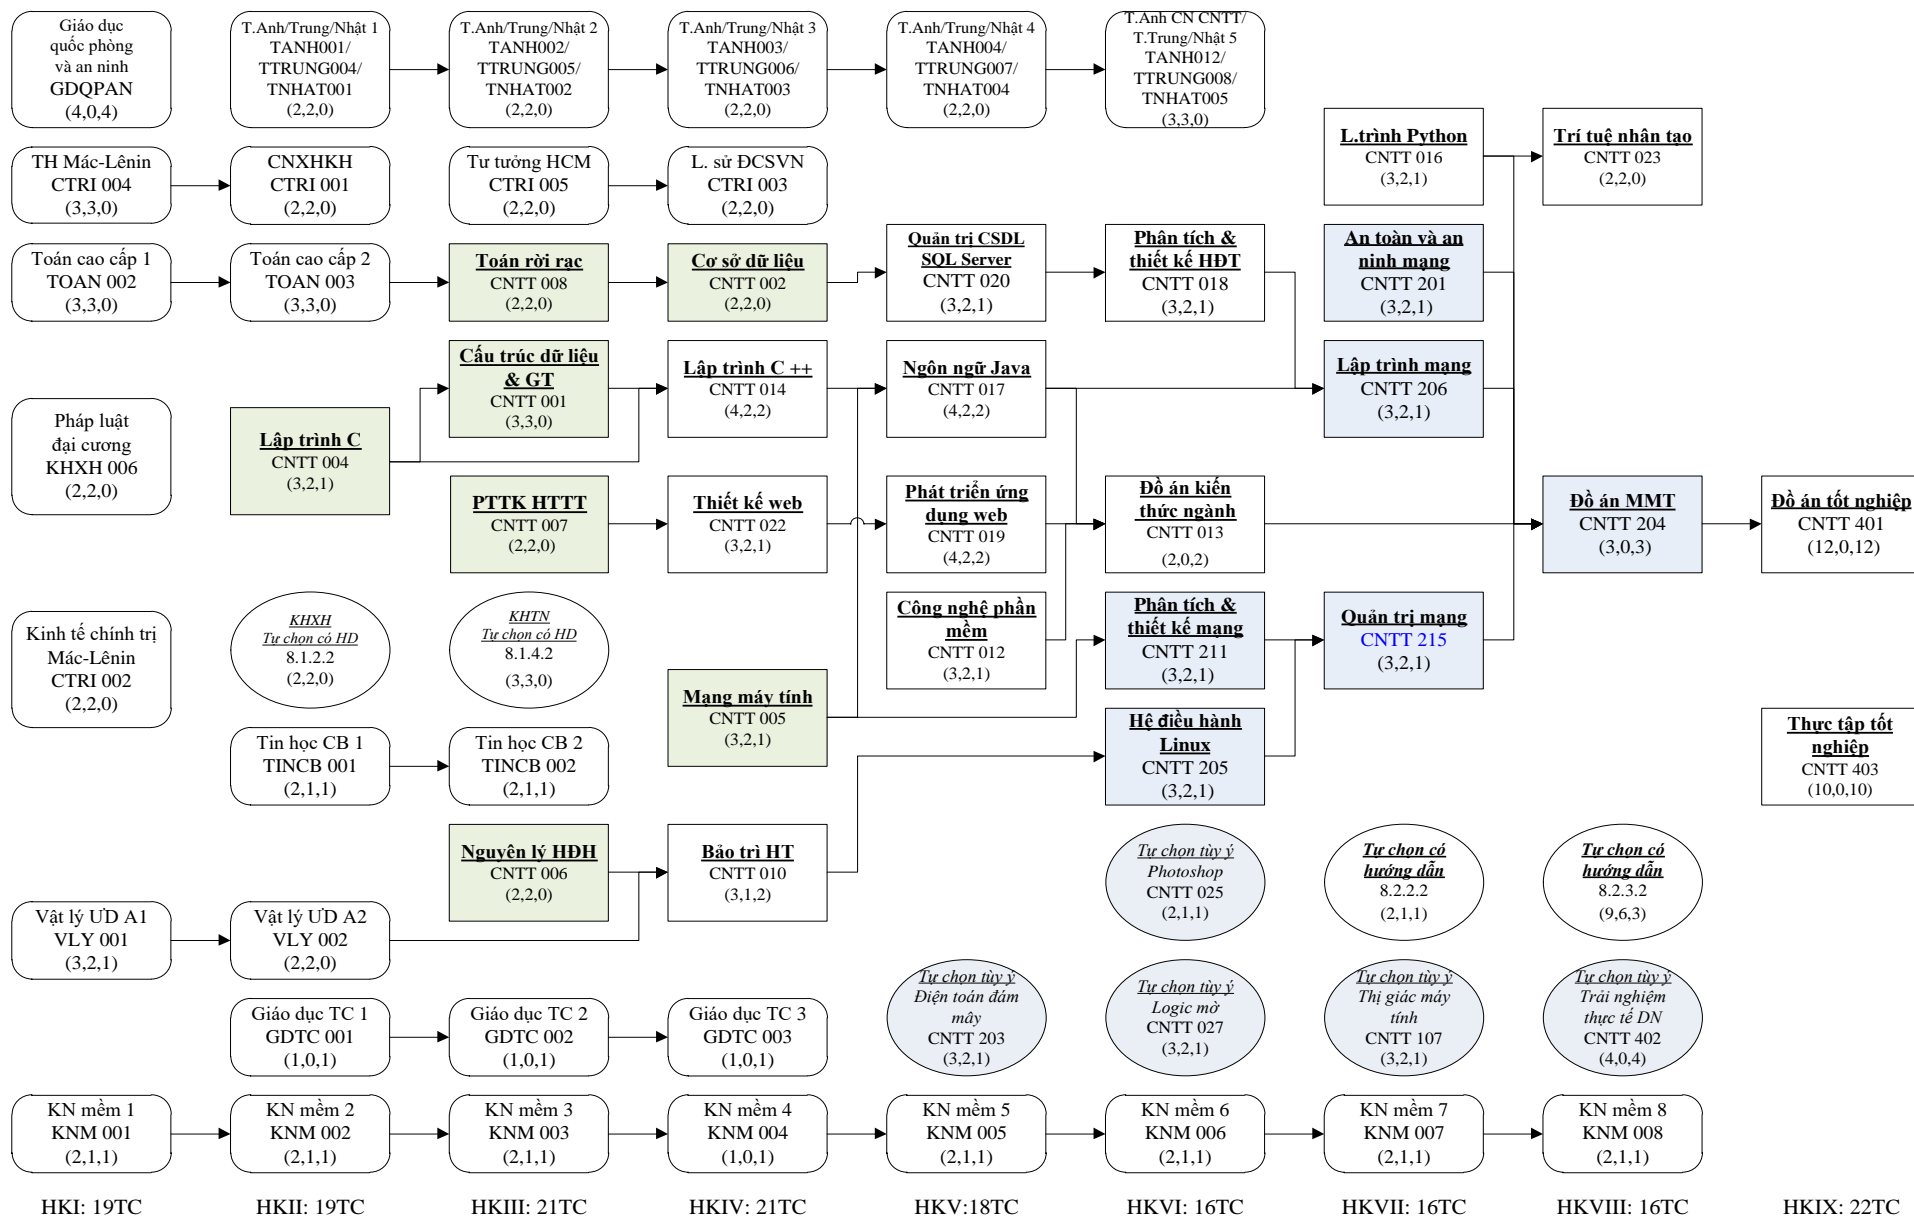 Giáo dục
quốc phòng
và an ninh
GDQPAN
(4,0,4)
T.Anh/Trung/Nhật 1
TANH001/
TTRUNG004/
TNHAT001
(2,2,0)
T.Anh/Trung/Nhật 2
TANH002/
TTRUNG005/
TNHAT002
(2,2,0)
T.Anh/Trung/Nhật 3
TANH003/
TTRUNG006/
TNHAT003
(2,2,0)
T.Anh/Trung/Nhật 4
TANH004/
TTRUNG007/
TNHAT004
(2,2,0)
T.Anh CN CNTT/
T.Trung/Nhật 5
TANH012/
TTRUNG008/
TNHAT005
(3,3,0)
L.trình Python
CNTT 016
(3,2,1)
Trí tuệ nhân tạo
CNTT 023
(2,2,0)
TH Mác-Lênin
CTRI 004
(3,3,0)
CNXHKH
CTRI 001
(2,2,0)
Tư tưởng HCM
CTRI 005
(2,2,0)
L. sử ĐCSVN
CTRI 003
(2,2,0)
Toán cao cấp 1
TOAN 002
(3,3,0)
Toán cao cấp 2
TOAN 003
(3,3,0)
Toán rời rạc
CNTT 008
(2,2,0)
Cơ sở dữ liệu
CNTT 002
(2,2,0)
Quản trị CSDL
SQL Server
CNTT 020
(3,2,1)
Phân tích &
thiết kế HĐT
CNTT 018
(3,2,1)
An toàn và an
ninh mạng
CNTT 201
(3,2,1)
Pháp luật
đại cương
KHXH 006
(2,2,0)
Lập trình C
CNTT 004
(3,2,1)
Cấu trúc dữ liệu
& GT
CNTT 001
(3,3,0)
Lập trình C ++
CNTT 014
(4,2,2)
Ngôn ngữ Java
CNTT 017
(4,2,2)
Lập trình mạng
CNTT 206
(3,2,1)
PTTK HTTT
CNTT 007
(2,2,0)
Thiết kế web
CNTT 022
(3,2,1)
Phát triển ứng
dụng web
CNTT 019
(4,2,2)
Đồ án kiến
thức ngành
CNTT 013
(2,0,2)
Đồ án MMT
CNTT 204
(3,0,3)
Đồ án tốt nghiệp
CNTT 401
(12,0,12)
Kinh tế chính trị
Mác-Lênin
CTRI 002
(2,2,0)
KHXH
Tự chọn có HD
8.1.2.2
(2,2,0)
KHTN
Tự chọn có HD
8.1.4.2
(3,3,0)
Mạng máy tính
CNTT 005
(3,2,1)
Công nghệ phần
mềm
CNTT 012
(3,2,1)
Phân tích &
thiết kế mạng
CNTT 211
(3,2,1)
Quản trị mạng
CNTT 215
(3,2,1)
Tin học CB 1
TINCB 001
(2,1,1)
Tin học CB 2
TINCB 002
(2,1,1)
Hệ điều hành
Linux
CNTT 205
(3,2,1)
Thực tập tốt
nghiệp
CNTT 403
(10,0,10)
Nguyên lý HĐH
CNTT 006
(2,2,0)
Bảo trì HT
CNTT 010
(3,1,2)
Tự chọn tùy ý
Photoshop
CNTT 025
(2,1,1)
Tự chọn có
hướng dẫn
8.2.2.2
(2,1,1)
Tự chọn có
hướng dẫn
8.2.3.2
(9,6,3)
Vật lý ƯD A1
VLY 001
(3,2,1)
Vật lý ƯD A2
VLY 002
(2,2,0)
Giáo dục TC 1
GDTC 001
(1,0,1)
Giáo dục TC 2
GDTC 002
(1,0,1)
Giáo dục TC 3
GDTC 003
(1,0,1)
Tự chọn tùy ý
Điện toán đám
mây
CNTT 203
(3,2,1)
Tự chọn tùy ý
Logic mờ
CNTT 027
(3,2,1)
Tự chọn tùy ý
Thị giác máy
tính
CNTT 107
(3,2,1)
Tự chọn tùy ý
Trải nghiệm
thực tế DN
CNTT 402
(4,0,4)
KN mềm 1
KNM 001
(2,1,1)
KN mềm 2
KNM 002
(2,1,1)
KN mềm 3
KNM 003
(2,1,1)
KN mềm 4
KNM 004
(1,0,1)
KN mềm 5
KNM 005
(2,1,1)
KN mềm 6
KNM 006
(2,1,1)
KN mềm 7
KNM 007
(2,1,1)
KN mềm 8
KNM 008
(2,1,1)
HKI: 19TC
HKII: 19TC
HKIII: 21TC
HKIV: 21TC
HKV:18TC
HKVI: 16TC
HKVII: 16TC
HKVIII: 16TC
HKIX: 22TC